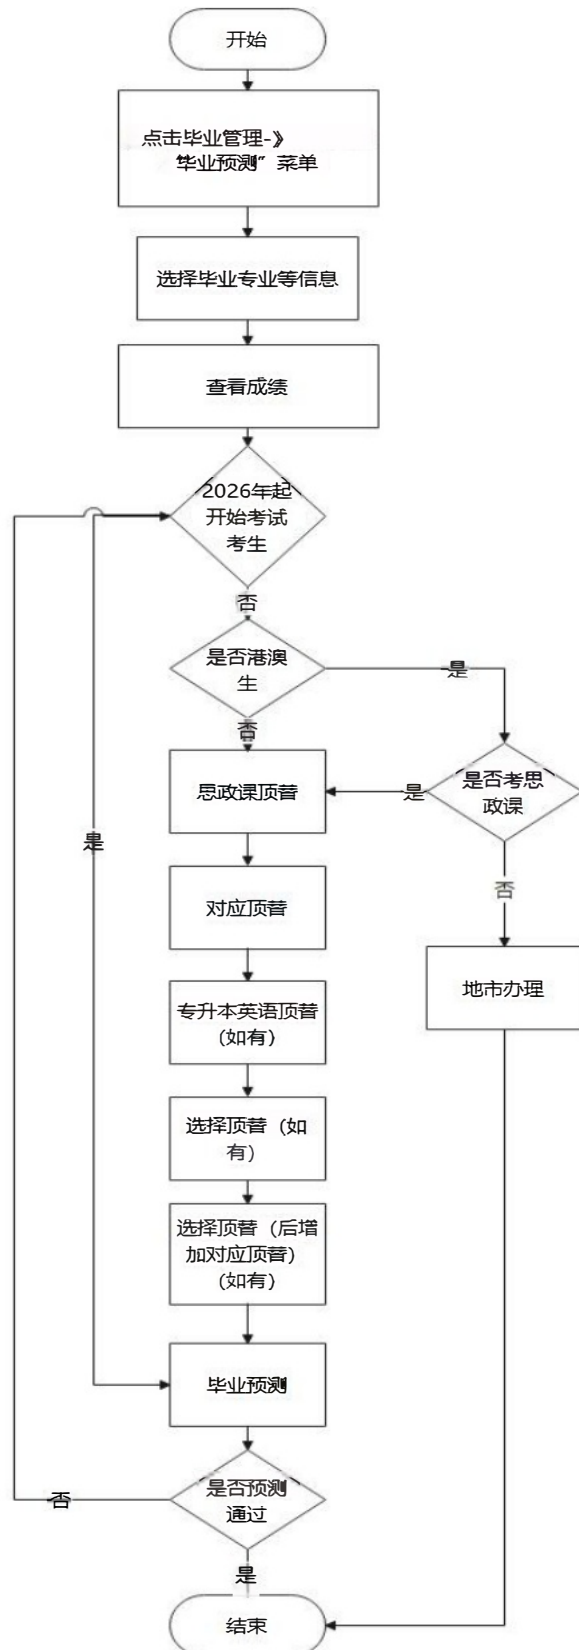 开始
点击毕业管理-》
毕业预测”菜单
选择毕业专业等信息
查看成绩
2026年起
开始考试
考生
否
是否港澳
生
是
否
思政课顶替
是
是否考思
政课
是
对应顶替
否
专升本英语顶替
(如有)
地市办理
选择顶替（如
有）
选择顶替（后增
加对应顶替）
(如有)
毕业预测
是否预测
通过
否
是
结束